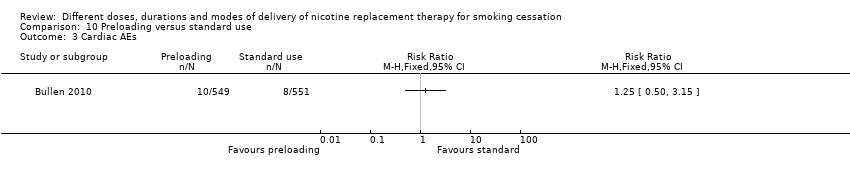 Review: Different doses, durations and modes of delivery of nicotine replacement therapy for smoking cessation
Comparison: 10 Preloading versus standard use
Outcome: 3 Cardiac AEs
Study or subgroup Preloading Standard use Risk Ratio Risk Ratio
n/N n/N M-H,Fixed,95% CI M-H,Fixed,95% CI
Bullen 2010 10/549 8/551 1.25 [ 0.50, 3.15 ]
0.01 0.1 1 10 100
Favours preloading Favours standard